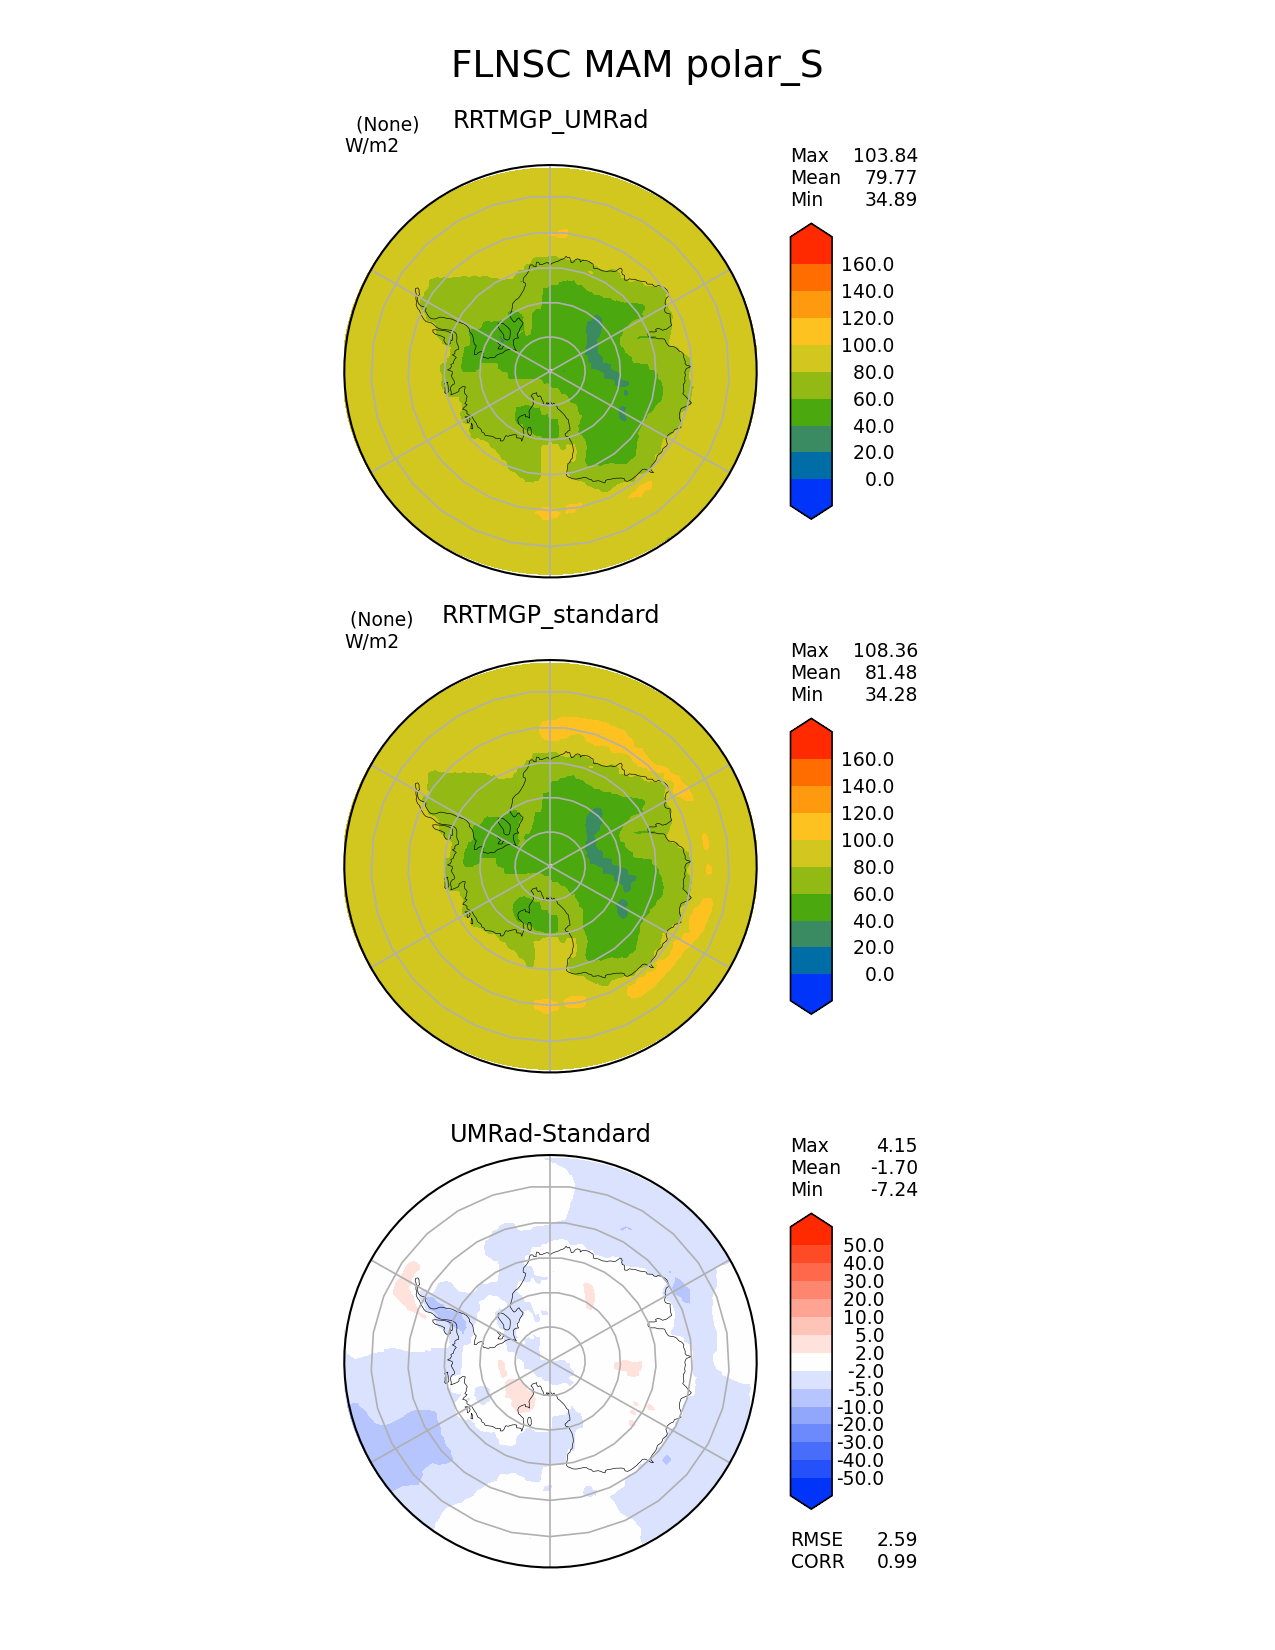 FLNSC MAM polar_S
(None) RRTMGP_UMRad
W/m2
Max 103.84
Mean 79.77
Min 34.89
160.0
140.0
120.0
100.0
80.0
60.0
40.0
20.0
0.0
(None) RRTMGP_standard
W/m2
Max 108.36
Mean 81.48
Min 34.28
160.0
140.0
120.0
100.0
80.0
60.0
40.0
20.0
0.0
UMRad-Standard
Max 4.15
Mean -1.70
Min -7.24
50.0
40.0
30.0
20.0
10.0
5.0
2.0
-2.0
-5.0
-10.0
-20.0
-30.0
-40.0
-50.0
RMSE 2.59
CORR 0.99